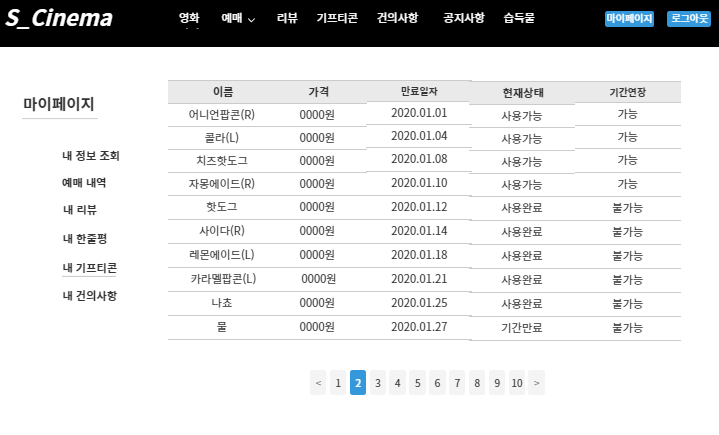 S_Cinema 영화 예매 리뷰 기프티콘 건의사항 공지사항 습득물 마이페이지 로그아웃
마이페이지
내 정보 조회
예매 내역
내 리뷰
내 한줄평
내 기프티콘
내 건의사항
이름 가격 만료일자 현재상태 기간연장
어니언팝콘(R) 0000원 2020.01.01 사용가능 가능
콜라(L) 0000원 2020.01.04 사용가능 가능
치즈핫도그 0000원 2020.01.08 사용가능 가능
자몽에이드(R) 0000원 2020.01.10 사용가능 가능
핫도그 0000원 2020.01.12 사용완료 불가능
사이다(R) 0000원 2020.01.14 사용완료 불가능
레몬에이드(L) 0000원 2020.01.18 사용완료 불가능
카라멜팝콘(L) 0000원 2020.01.21 사용완료 불가능
나쵸 0000원 2020.01.25 사용완료 불가능
물 0000원 2020.01.27 기간만료 불가능
< 1 2 3 4 5 6 7 8 9 10 >